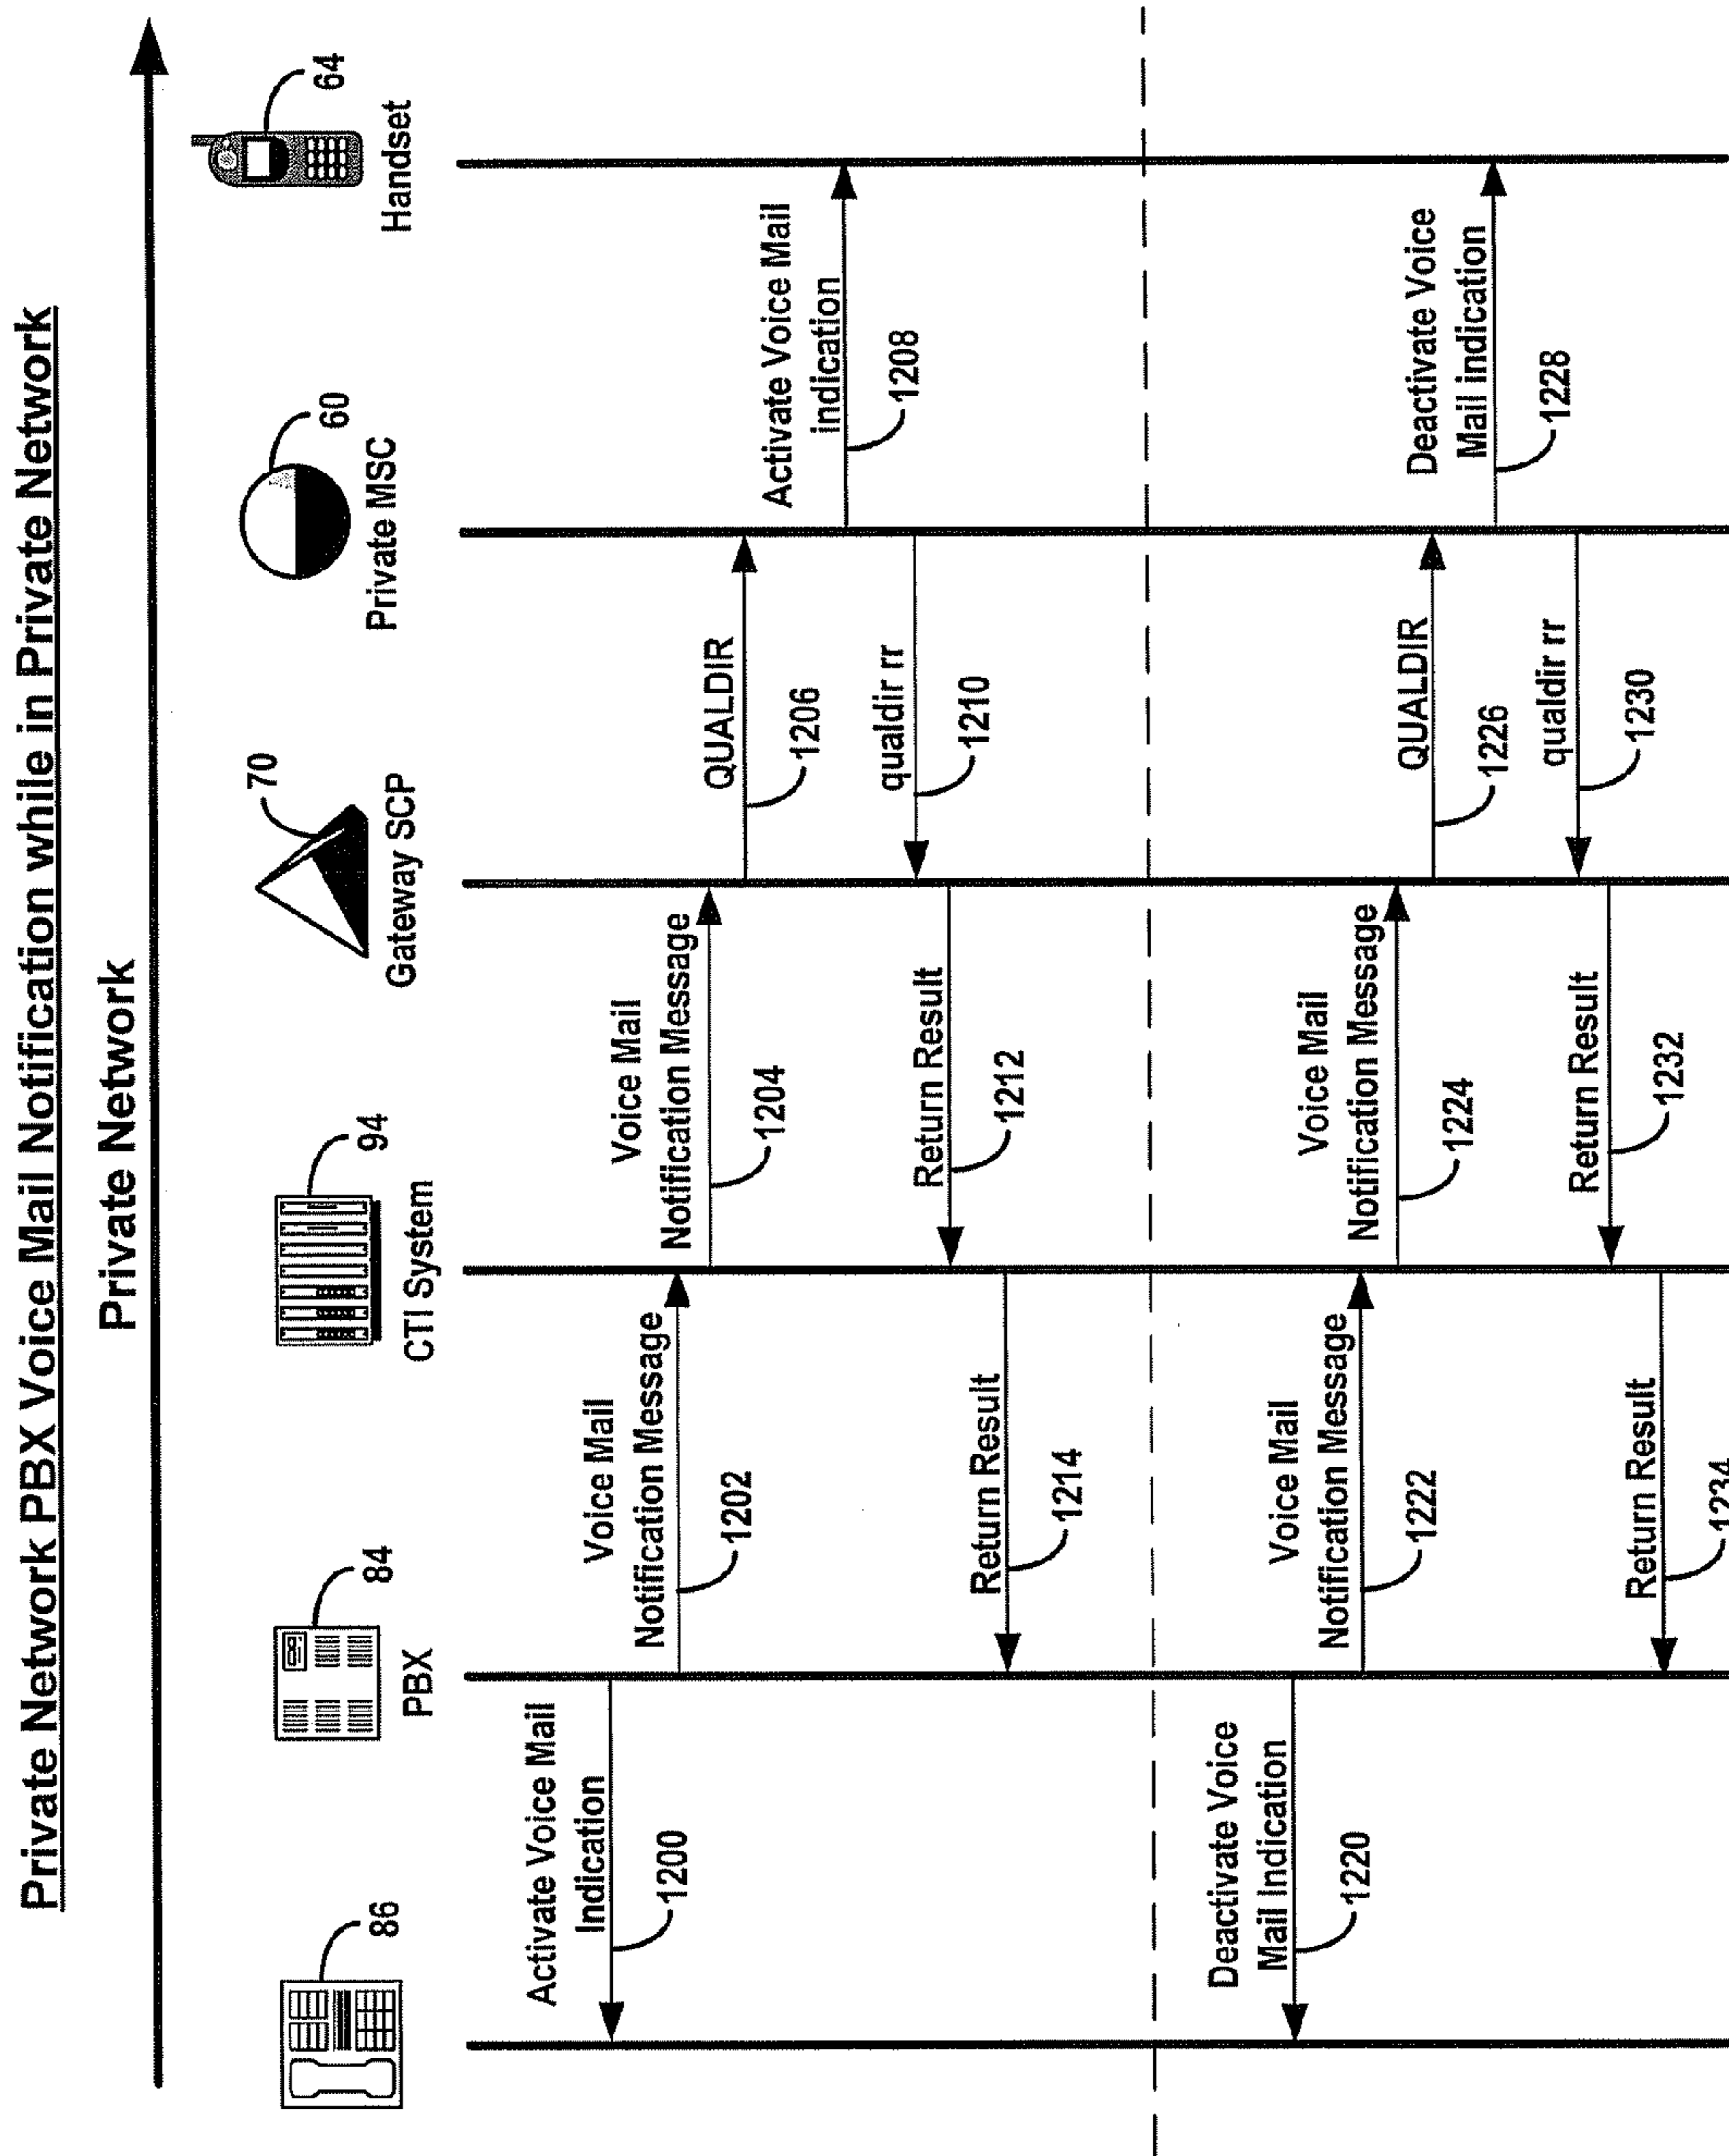 Private Network PBX Voice Mail Notification while in Private Network
Private Network
86
84
94
70
60
64
PBX
CTI System
Gateway SCP
Private MSC
Handset
Activate Voice Mail
Indication
1200
Voice Mail
Notification Message
1202
Voice Mail
Notification Message
1204
QUALDIR
1206
Activate Voice Mail
indication
1208
qualdir rr
1210
Return Result
1212
Return Result
1214
Deactivate Voice
Mail Indication
1220
Voice Mail
Notification Message
1222
Voice Mail
Notification Message
1224
QUALDIR
1226
Deactivate Voice
Mail indication
1228
qualdir rr
1230
Return Result
1232
Return Result
1234